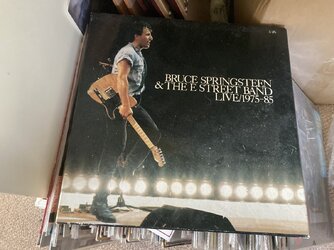 BRUCE SPRINGSTEEN
& THE E STREET BAND
LIVE/1975-85